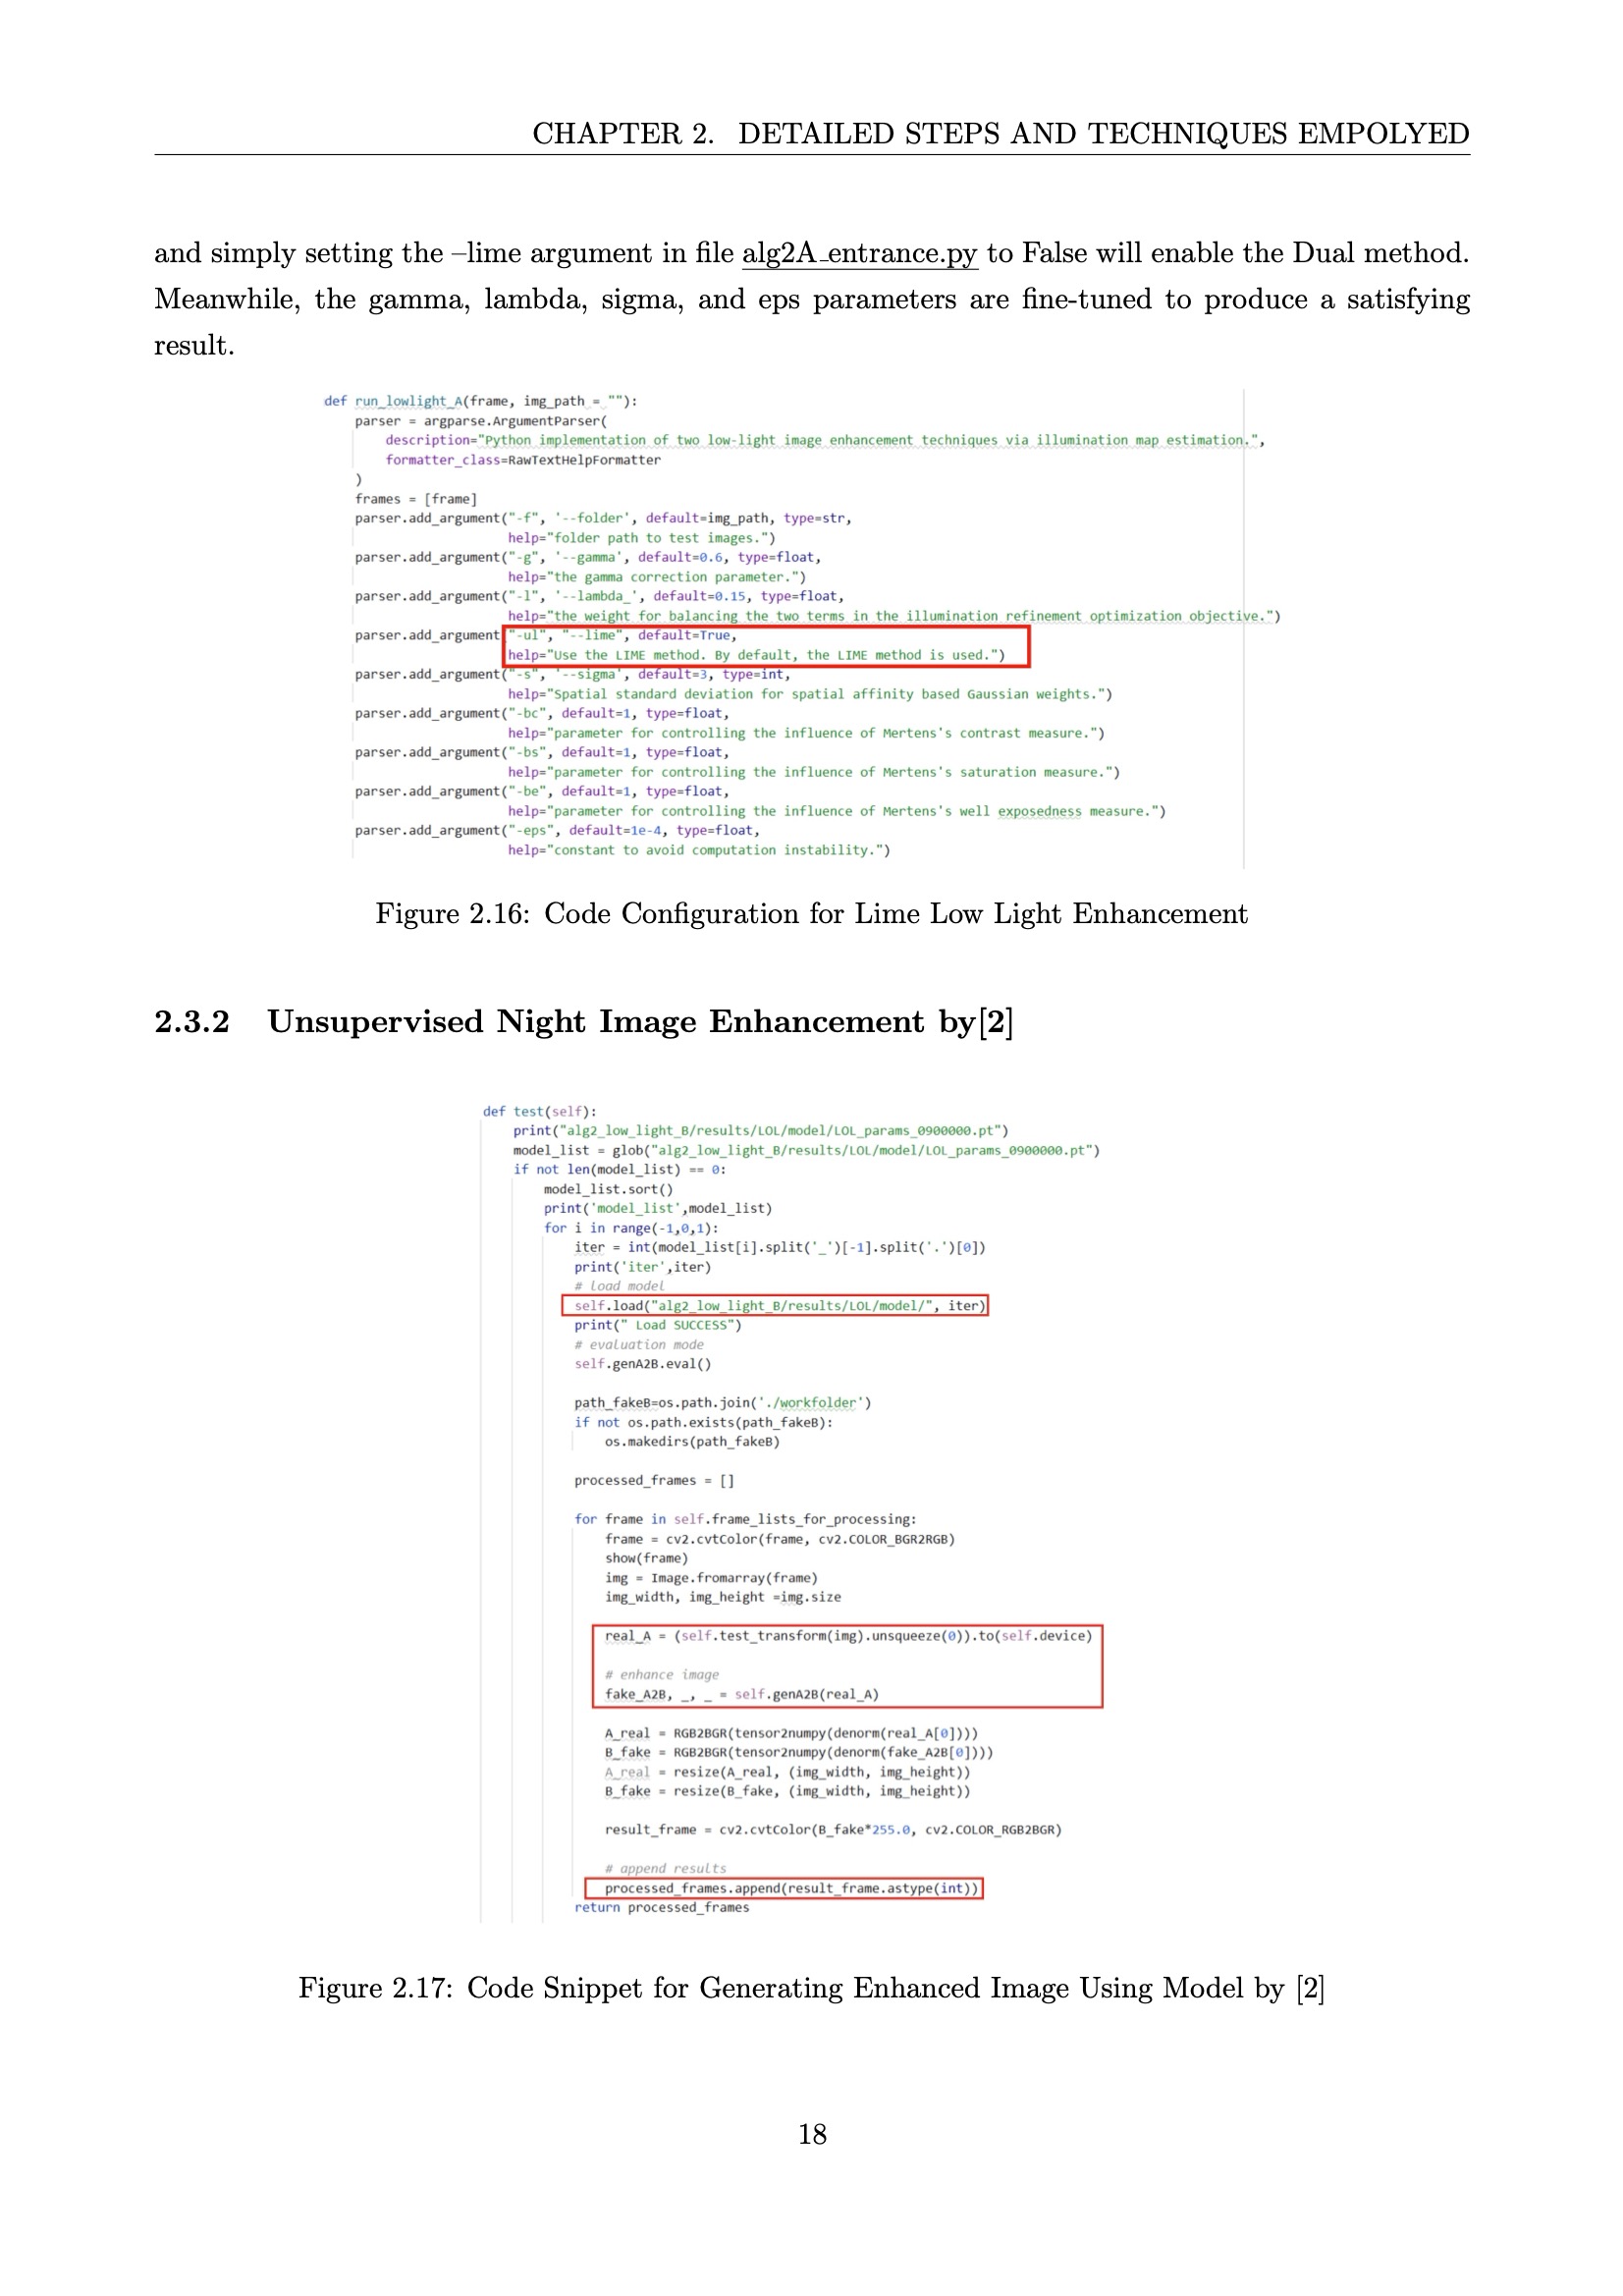 CHAPTER 2. DETAILED STEPS AND TECHNIQUES EMPOLYED
and simply setting the –lime argument in file alg2A_entrance.py to False will enable the Dual method.
Meanwhile, the gamma, lambda, sigma, and eps parameters are fine-tuned to produce a satisfying
result.
def run_lowlight_A(frame, img_path = ""):
    parser = argparse.ArgumentParser(
        description="Python implementation of two low-light image enhancement techniques via illumination map estimation.",
        formatter_class=RawTextHelpFormatter
    )
    frames = [frame]
    parser.add_argument("-f", '--folder', default=img_path, type=str,
                        help="folder path to test images.")
    parser.add_argument("-g", '--gamma', default=0.6, type=float,
                        help="the gamma correction parameter.")
    parser.add_argument("-l", '--lambda_', default=0.15, type=float,
                        help="the weight for balancing the two terms in the illumination refinement optimization objective.")
    parser.add_argument("-ul", "--lime", default=True,
                        help="Use the LIME method. By default, the LIME method is used.")
    parser.add_argument("-s", '--sigma', default=3, type=int,
                        help="Spatial standard deviation for spatial affinity based Gaussian weights.")
    parser.add_argument("-bc", default=1, type=float,
                        help="parameter for controlling the influence of Mertens's contrast measure.")
    parser.add_argument("-bs", default=1, type=float,
                        help="parameter for controlling the influence of Mertens's saturation measure.")
    parser.add_argument("-be", default=1, type=float,
                        help="parameter for controlling the influence of Mertens's well exposedness measure.")
    parser.add_argument("-eps", default=1e-4, type=float,
                        help="constant to avoid computation instability.")
Figure 2.16: Code Configuration for Lime Low Light Enhancement
2.3.2 Unsupervised Night Image Enhancement by[2]
def test(self):
    print("alg2_low_light_B/results/LOL/model/LOL_params_0900000.pt")
    model_list = glob("alg2_low_light_B/results/LOL/model/LOL_params_0900000.pt")
    if not len(model_list) == 0:
        model_list.sort()
        print('model_list',model_list)
        for i in range(-1,0,1):
            iter = int(model_list[i].split('_')[-1].split('.')[0])
            print('iter',iter)
            # load model
            self.load("alg2_low_light_B/results/LOL/model/", iter)
            print(" Load SUCCESS")
            # evaluation mode
            self.genA2B.eval()
            path_fakeB=os.path.join('./workfolder')
            if not os.path.exists(path_fakeB):
                os.makedirs(path_fakeB)
            processed_frames = []
            for frame in self.frame_lists_for_processing:
                frame = cv2.cvtColor(frame, cv2.COLOR_BGR2RGB)
                show(frame)
                img = Image.fromarray(frame)
                img_width, img_height =img.size
                real_A = (self.test_transform(img).unsqueeze(0)).to(self.device)
                # enhance image
                fake_A2B, _, _ = self.genA2B(real_A)
                A_real = RGB2BGR(tensor2numpy(denorm(real_A[0])))
                B_fake = RGB2BGR(tensor2numpy(denorm(fake_A2B[0])))
                A_real = resize(A_real, (img_width, img_height))
                B_fake = resize(B_fake, (img_width, img_height))
                result_frame = cv2.cvtColor(B_fake*255.0, cv2.COLOR_RGB2BGR)
                # append results
                processed_frames.append(result_frame.astype(int))
            return processed_frames
Figure 2.17: Code Snippet for Generating Enhanced Image Using Model by [2]
18